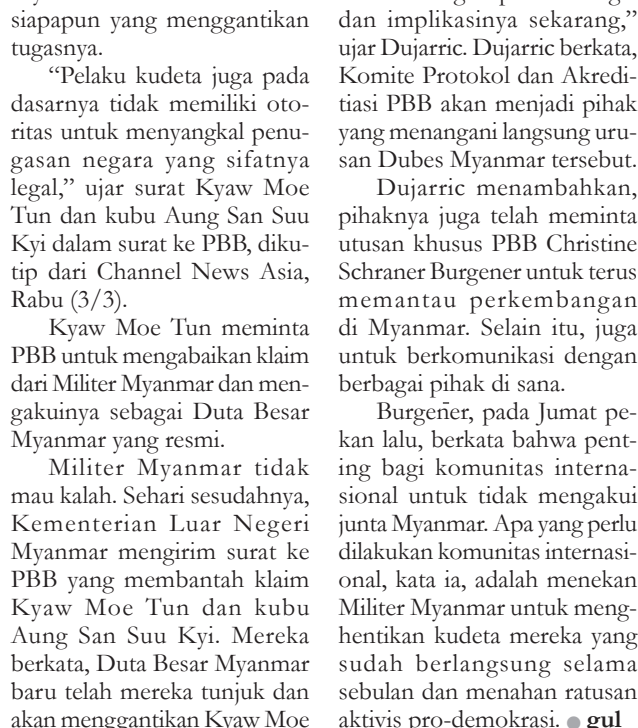 siapapun yang menggantikan
tugasnya.
“Pelaku kudeta juga pada
dasarnya tidak memiliki oto-
ritas untuk menyangkal penu-
gasan negara yang sifatnya
legal,” ujar surat Kyaw Moe
Tun dan kubu Aung San Suu
Kyi dalam surat ke PBB, diku-
tip dari Channel News Asia,
Rabu (3/3).
Kyaw Moe Tun meminta
PBB untuk mengabaikan klaim
dari Militer Myanmar dan men-
gakuinya sebagai Duta Besar
Myanmar yang resmi.
Militer Myanmar tidak
mau kalah. Sehari sesudahnya,
Kementerian Luar Negeri
Myanmar mengirim surat ke
PBB yang membantah klaim
Kyaw Moe Tun dan kubu
Aung San Suu Kyi. Mereka
berkata, Duta Besar Myanmar
baru telah mereka tunjuk dan
akan menggantikan Kyaw Moe
dan implikasinya sekarang,”
ujar Dujarric. Dujarric berkata,
Komite Protokol dan Akredi-
tiasi PBB akan menjadi pihak
yang menangani langsung uru-
san Dubes Myanmar tersebut.
Dujarric menambahkan,
pihaknya juga telah meminta
utusan khusus PBB Christine
Schraner Burgener untuk terus
memantau perkembangan
di Myanmar. Selain itu, juga
untuk berkomunikasi dengan
berbagai pihak di sana.
Burgener, pada Jumat pe-
kan lalu, berkata bahwa pent-
ing bagi komunitas interna-
sional untuk tidak mengakui
junta Myanmar. Apa yang perlu
dilakukan komunitas internasi-
onal, kata ia, adalah menekan
Militer Myanmar untuk meng-
hentikan kudeta mereka yang
sudah berlangsung selama
sebulan dan menahan ratusan
aktivis pro-demokrasi. ● gul